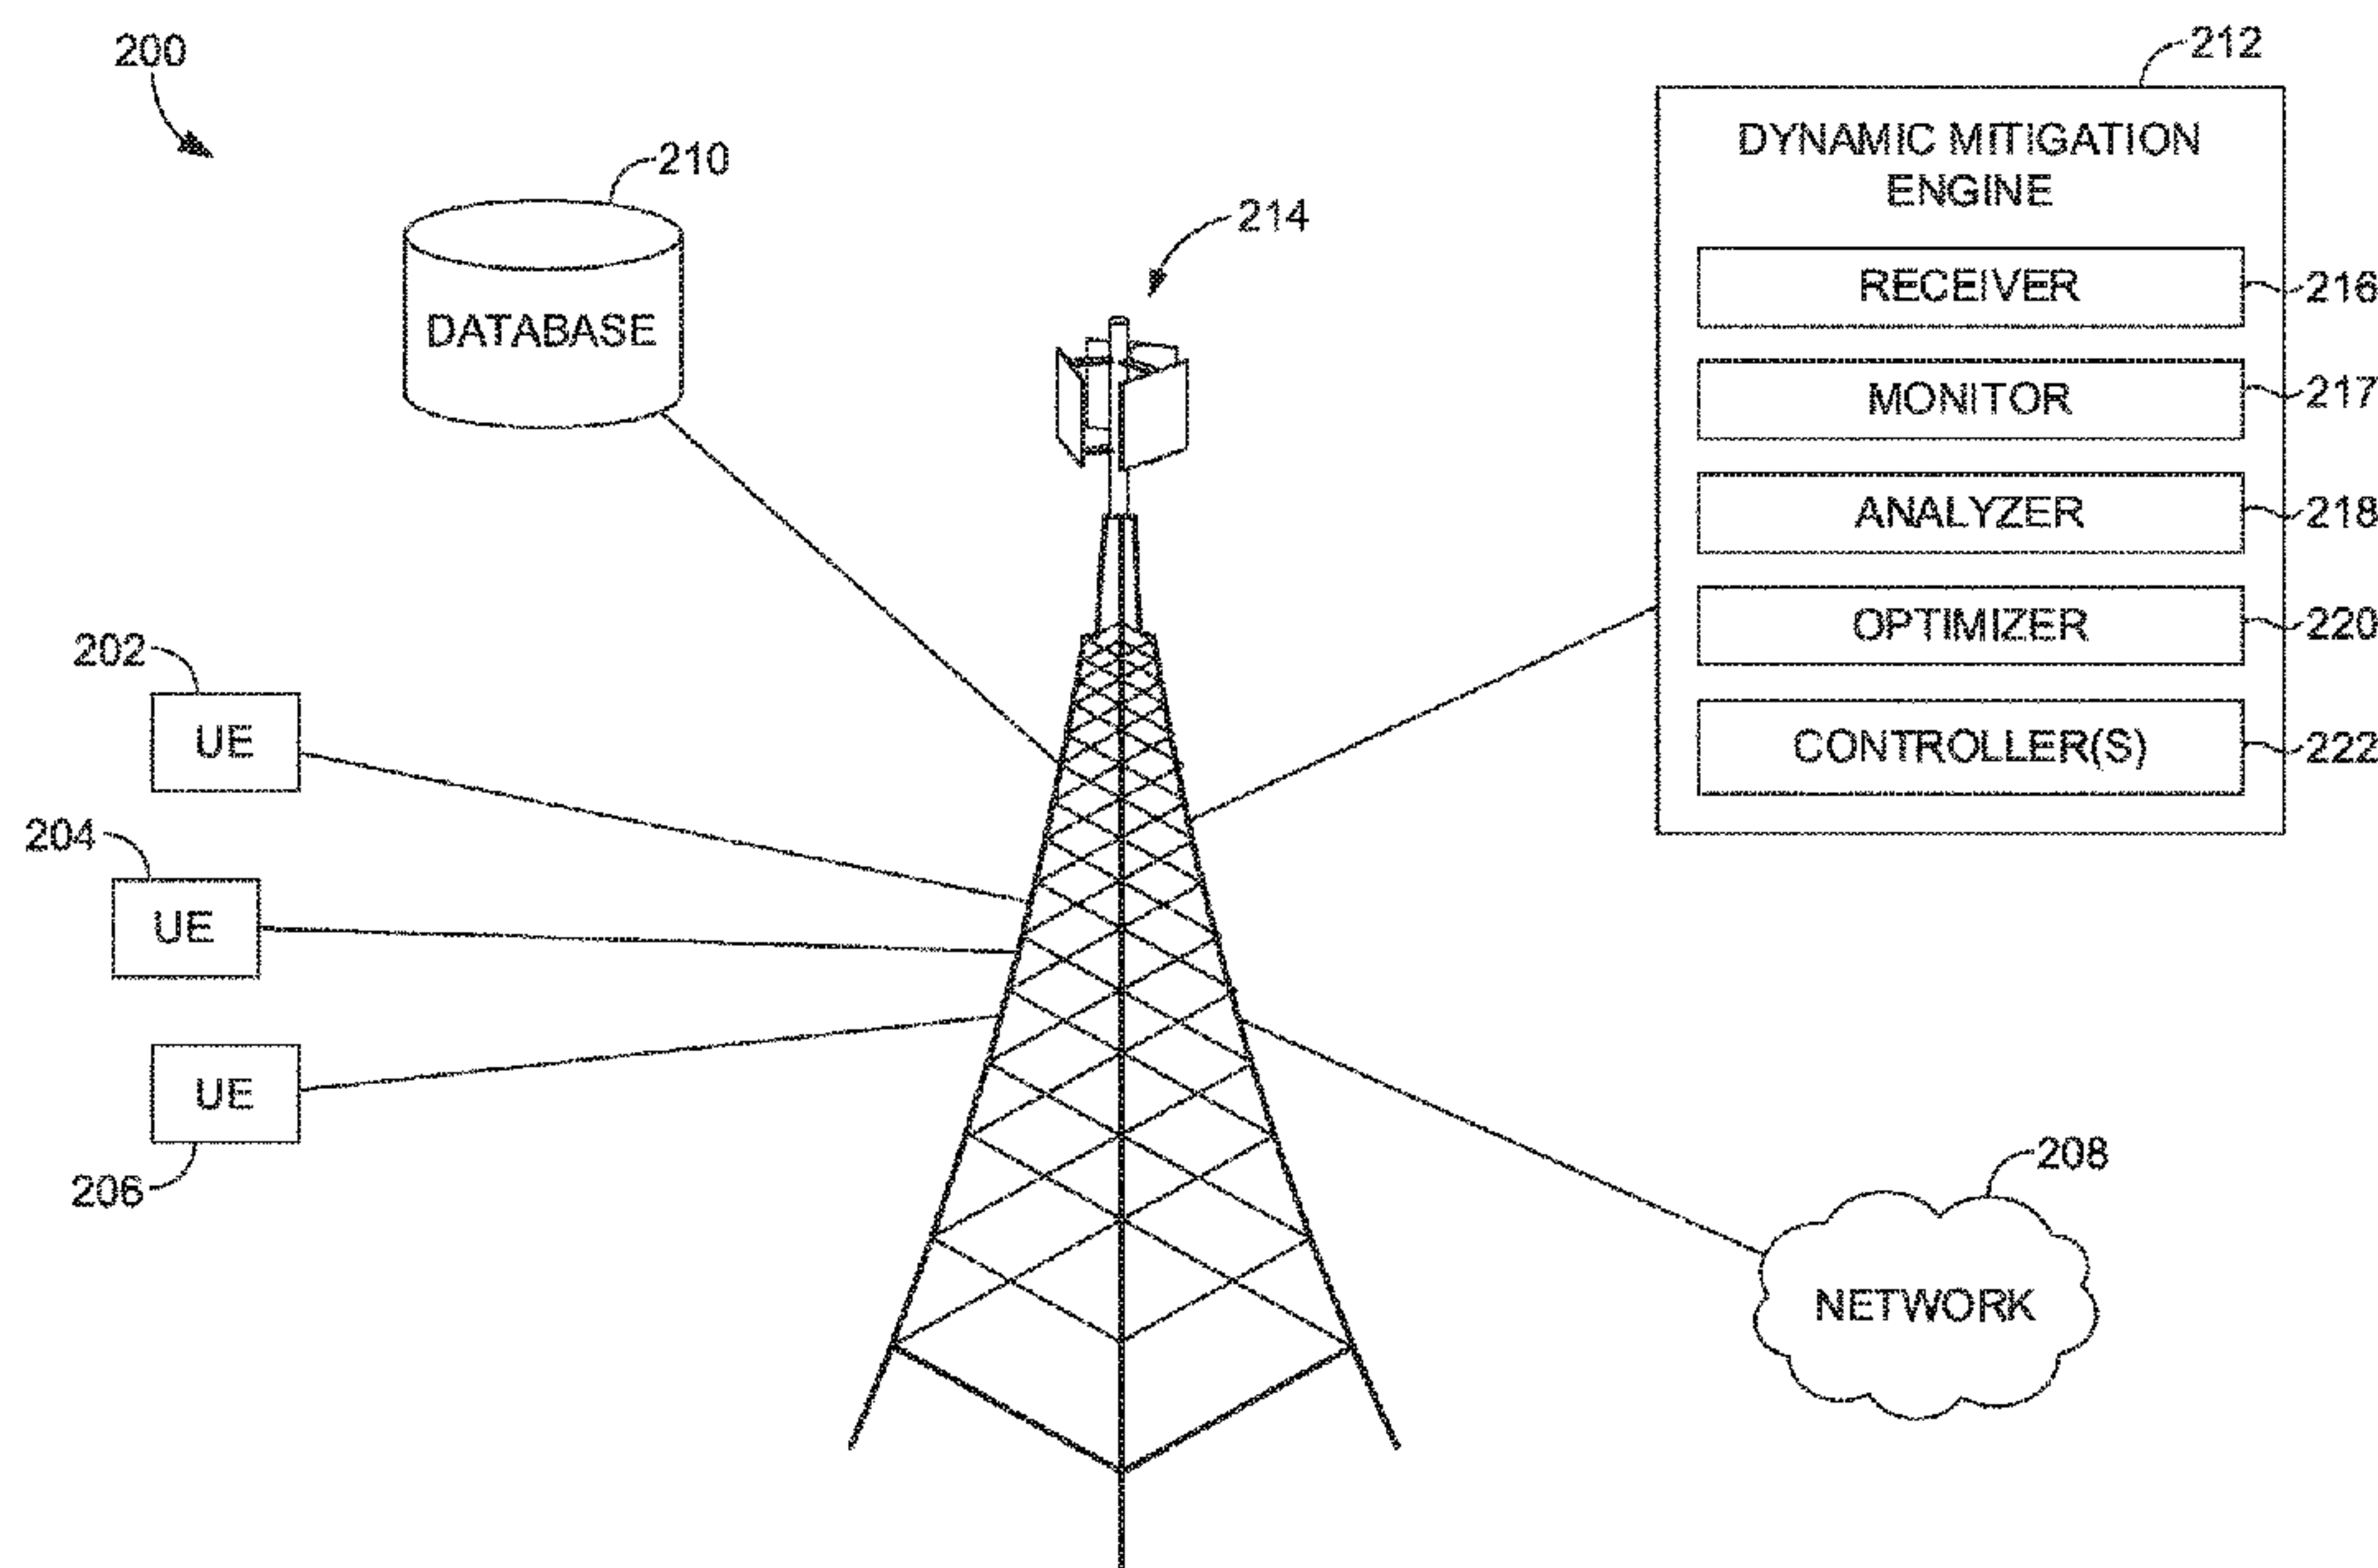 200
212
DYNAMIC MITIGATION
ENGINE
210
214
RECEIVER
216
DATABASE
MONITOR
217
ANALYZER
218
OPTIMIZER
220
202
UE
CONTROLLER(S)
222
204
UE
UE
206
208
NETWORK